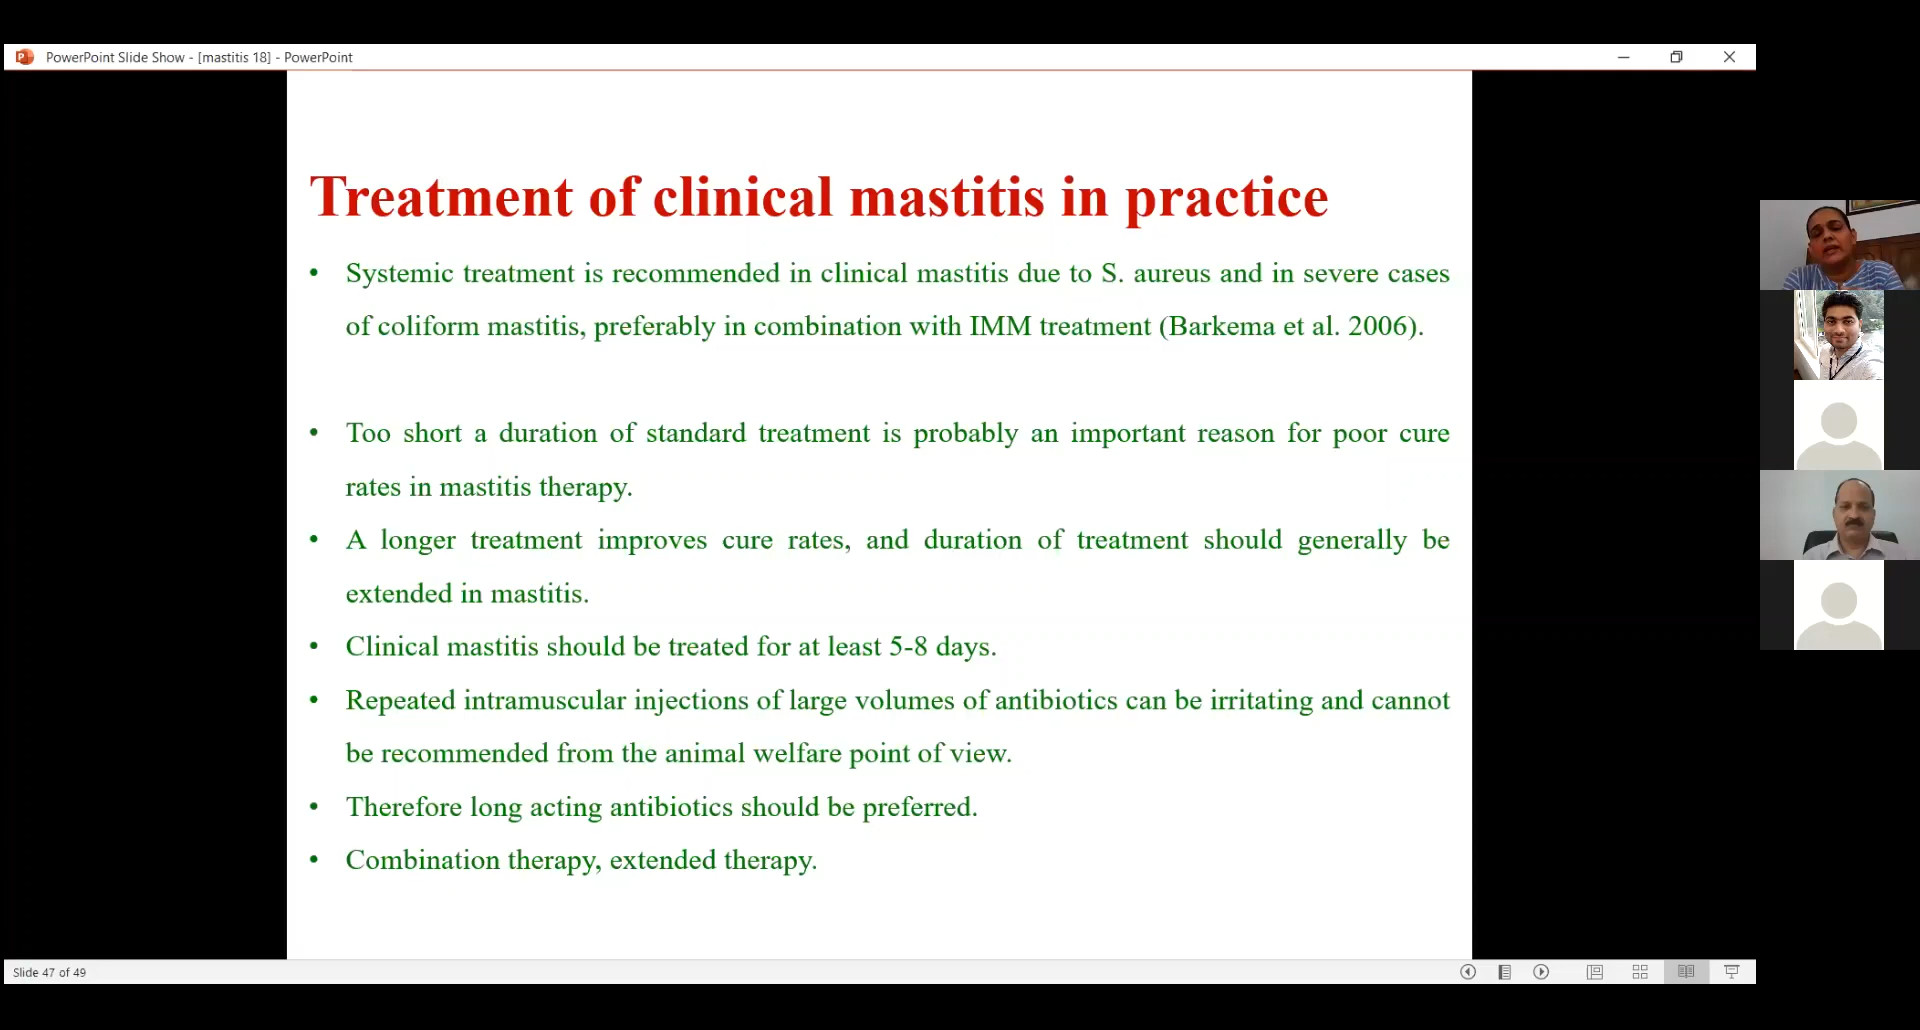 PowerPoint Slide Show - [mastitis 18] - PowerPoint
Treatment of clinical mastitis in practice
• Systemic treatment is recommended in clinical mastitis due to S. aureus and in severe cases
of coliform mastitis, preferably in combination with IMM treatment (Barkema et al. 2006).
• Too short a duration of standard treatment is probably an important reason for poor cure
rates in mastitis therapy.
• A longer treatment improves cure rates, and duration of treatment should generally be
extended in mastitis.
• Clinical mastitis should be treated for at least 5-8 days.
• Repeated intramuscular injections of large volumes of antibiotics can be irritating and cannot
be recommended from the animal welfare point of view.
• Therefore long acting antibiotics should be preferred.
• Combination therapy, extended therapy.
Slide 47 of 49